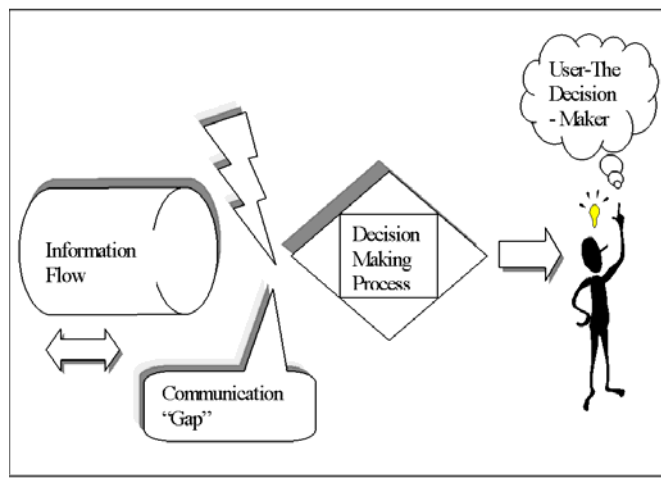 User-The
Decision
- Maker
Information
Flow
Decision
Making
Process
Communication
“Gap”